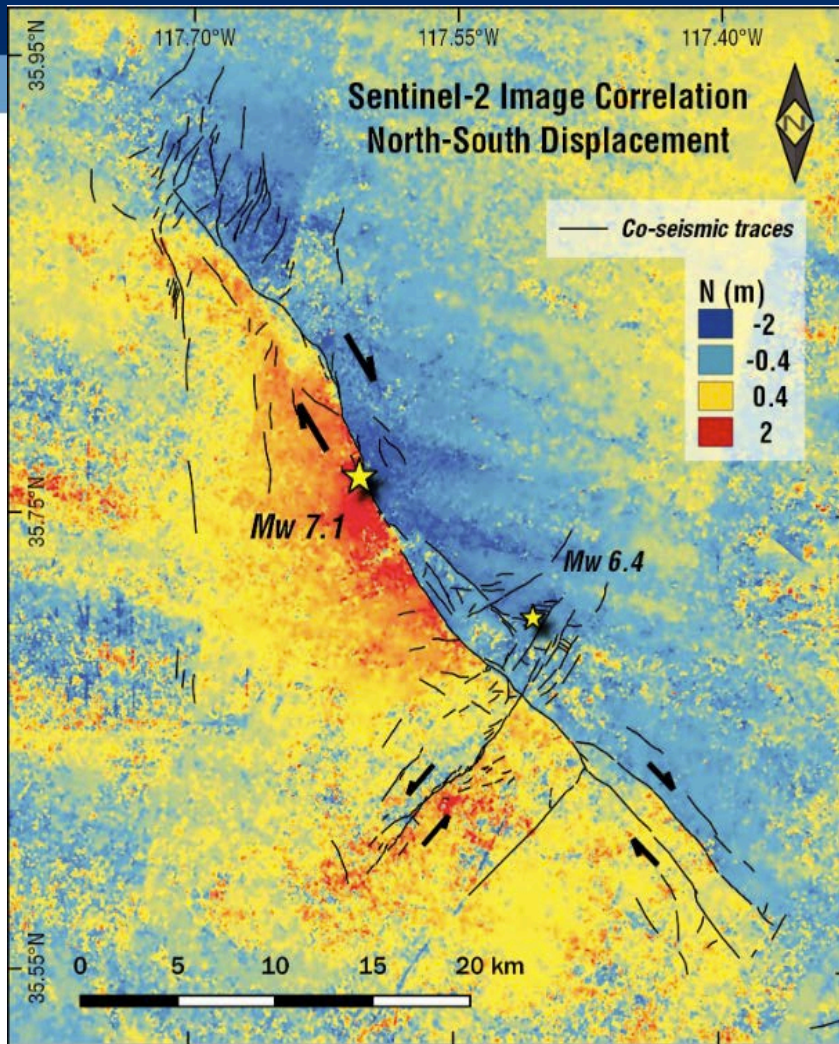 117.70°W 117.55°W 117.40°W
35.95°N
Sentinel-2 Image Correlation
North-South Displacement
N
Co-seismic traces
N (m)
-2
-0.4
0.4
2
35.75°N
Mw 7.1
Mw 6.4
35.55°N
0 5 10 15 20 km